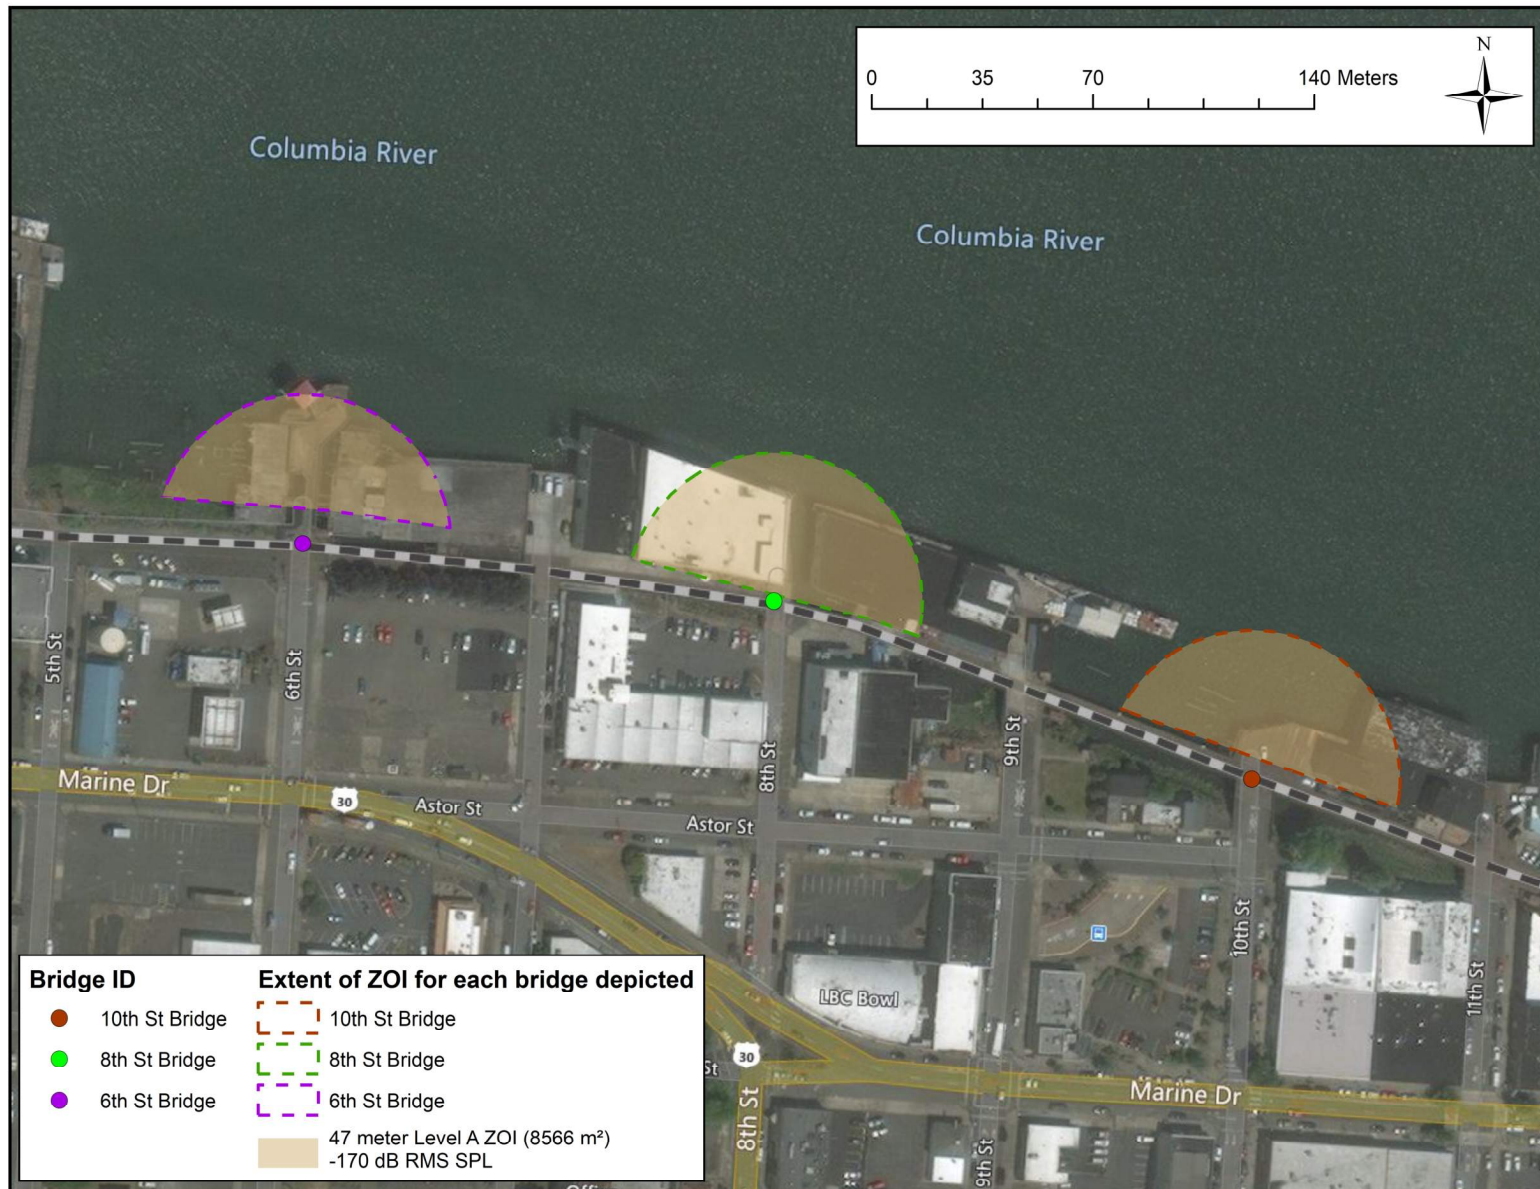 N
0 35 70 140 Meters
Columbia River
Columbia River
5th St
6th St
8th St
9th St
10th St
11th St
Marine Dr
30
Astor St
Astor St
LBC Bowl
30
St
8th St
9th St
Marine Dr
Bridge ID
10th St Bridge
8th St Bridge
6th St Bridge
Extent of ZOI for each bridge depicted
10th St Bridge
8th St Bridge
6th St Bridge
47 meter Level A ZOI (8566 m²)
-170 dB RMS SPL